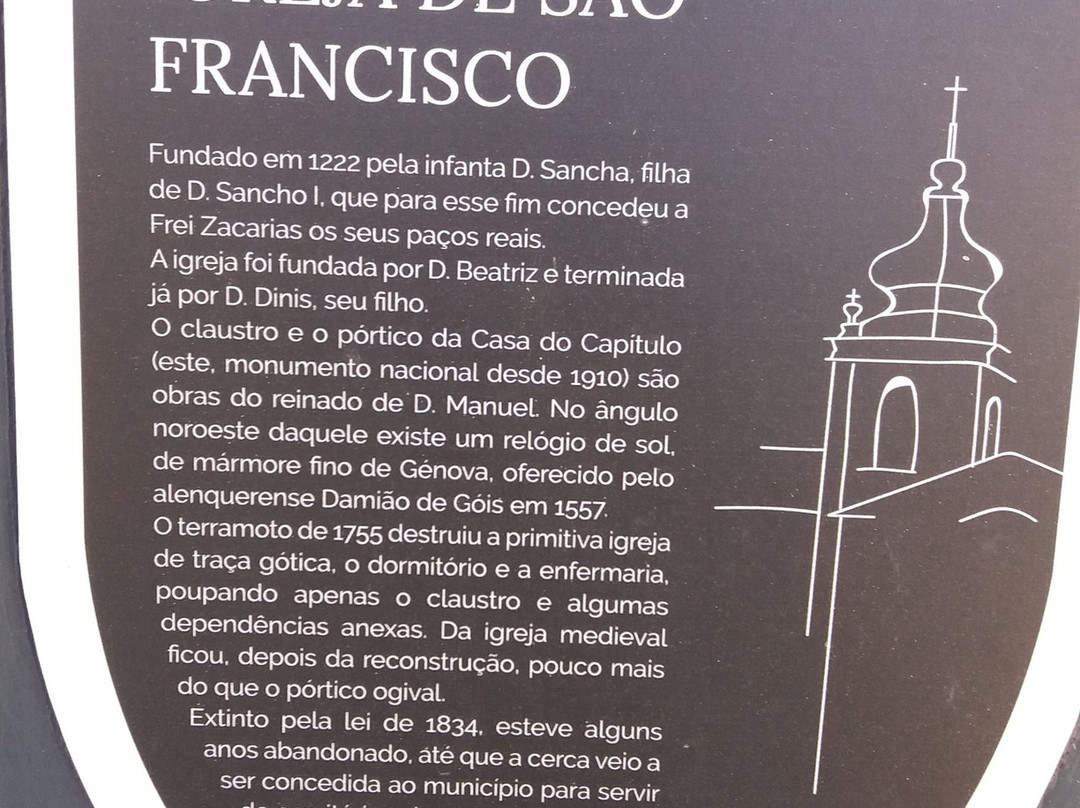 DE SÃO
FRANCISCO
Fundado em 1222 pela infanta D. Sancha, filha
de D. Sancho I, que para esse fim concedeu a
Frei Zacarias os seus paços reais.
A igreja foi fundada por D. Beatriz e terminada
já por D. Dinis, seu filho.
O claustro e o pórtico da Casa do Capítulo
(este, monumento nacional desde 1910) são
obras do reinado de D. Manuel. No ângulo
noroeste daquele existe um relógio de sol,
de mármore fino de Génova, oferecido pelo
alenquerense Damião de Góis em 1557.
O terramoto de 1755 destruiu a primitiva igreja
de traça gótica, o dormitório e a enfermaria,
poupando apenas o claustro e algumas
dependências anexas. Da igreja medieval
ficou, depois da reconstrução, pouco mais
do que o pórtico ogival.
Extinto pela lei de 1834, esteve alguns
anos abandonado, até que a cerca veio a
ser concedida ao município para servir